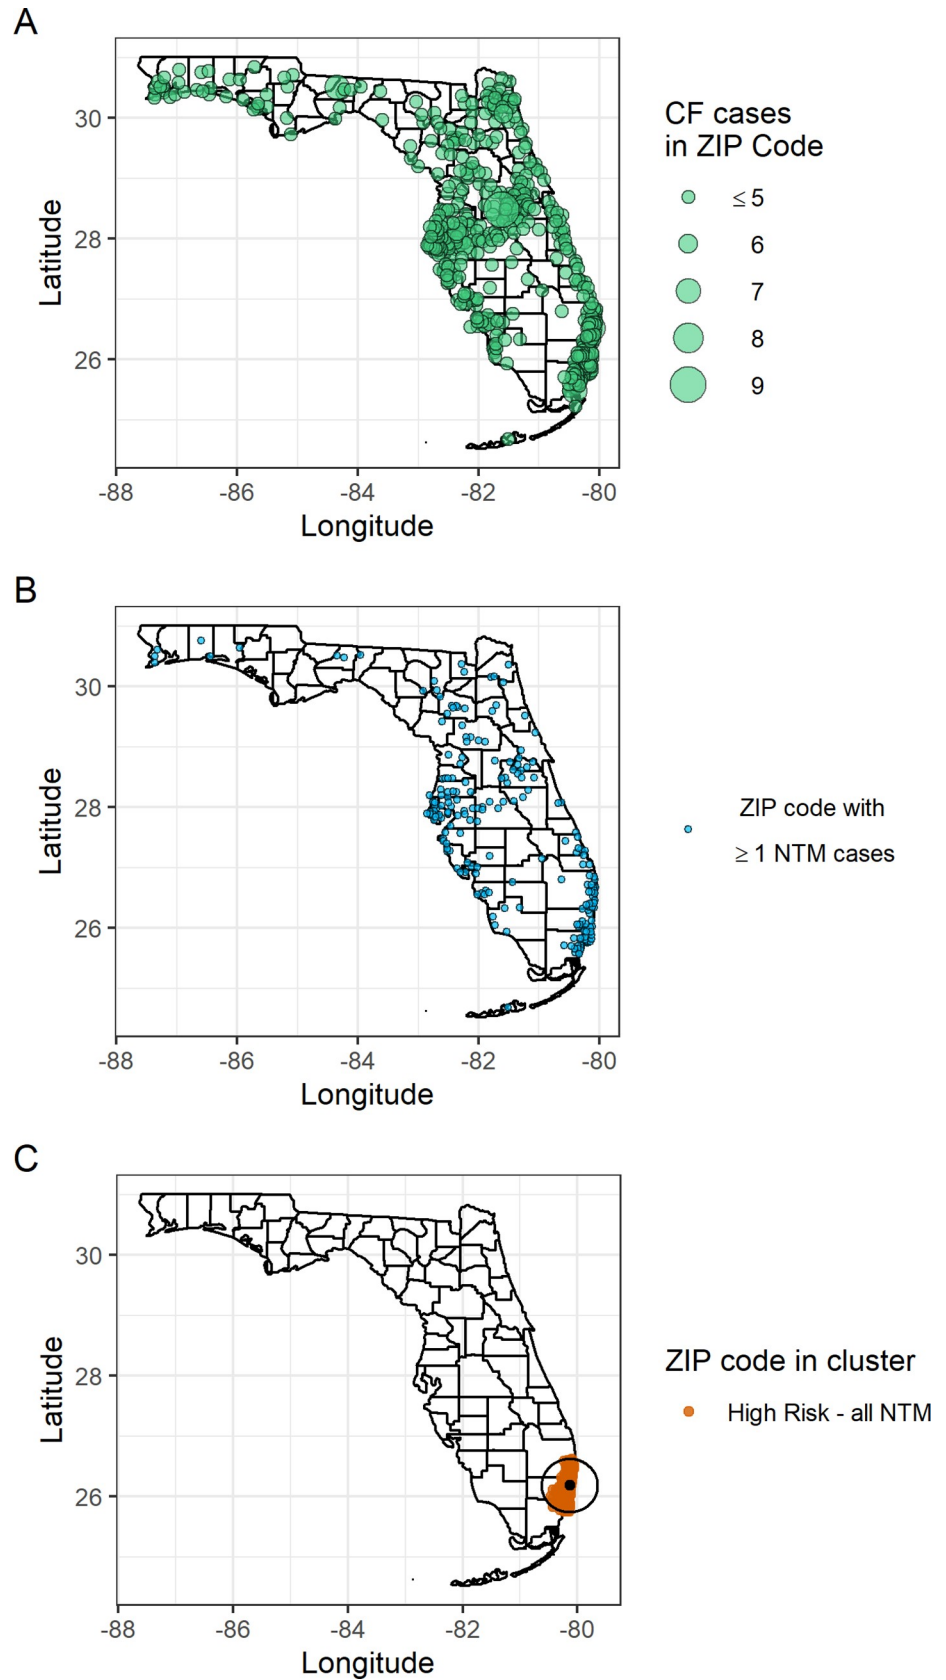 A
30
28
26
Latitude
-88
-86
-84
-82
-80
Longitude
CF cases
in ZIP Code
≤ 5
6
7
8
9
B
30
28
26
Latitude
-88
-86
-84
-82
-80
Longitude
ZIP code with
≥ 1 NTM cases
C
30
28
26
Latitude
-88
-86
-84
-82
-80
Longitude
ZIP code in cluster
High Risk - all NTM